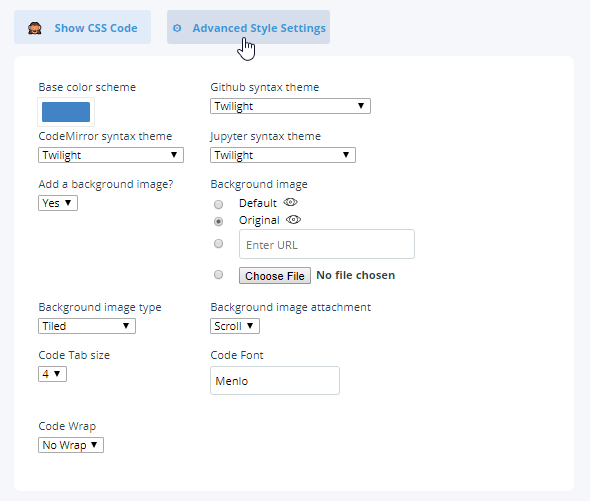 Show CSS Code Advanced Style Settings
Base color scheme Github syntax theme
Twilight
CodeMirror syntax theme Jupyter syntax theme
Twilight Twilight
Add a background image? Background image
Yes Default
Original
Enter URL
Choose File No file chosen
Background image type Background image attachment
Tiled Scroll
Code Tab size Code Font
4 Menlo
Code Wrap
No Wrap